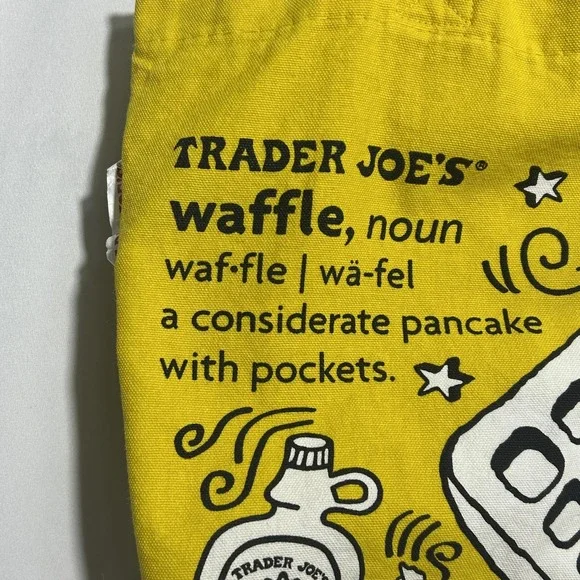 TRADER JOE'S®
waffle, noun
waf•fle | wä-fel
a considerate pancake
with pockets.
TRADER JOE'S